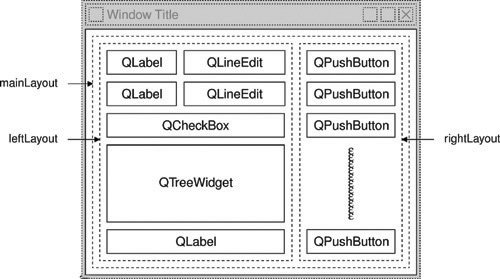 Window Title
QLabel QLineEdit QPushButton
mainLayout
QLabel QLineEdit QPushButton
QCheckBox QPushButton
leftLayout
rightLayout
QTreeWidget
QLabel QPushButton